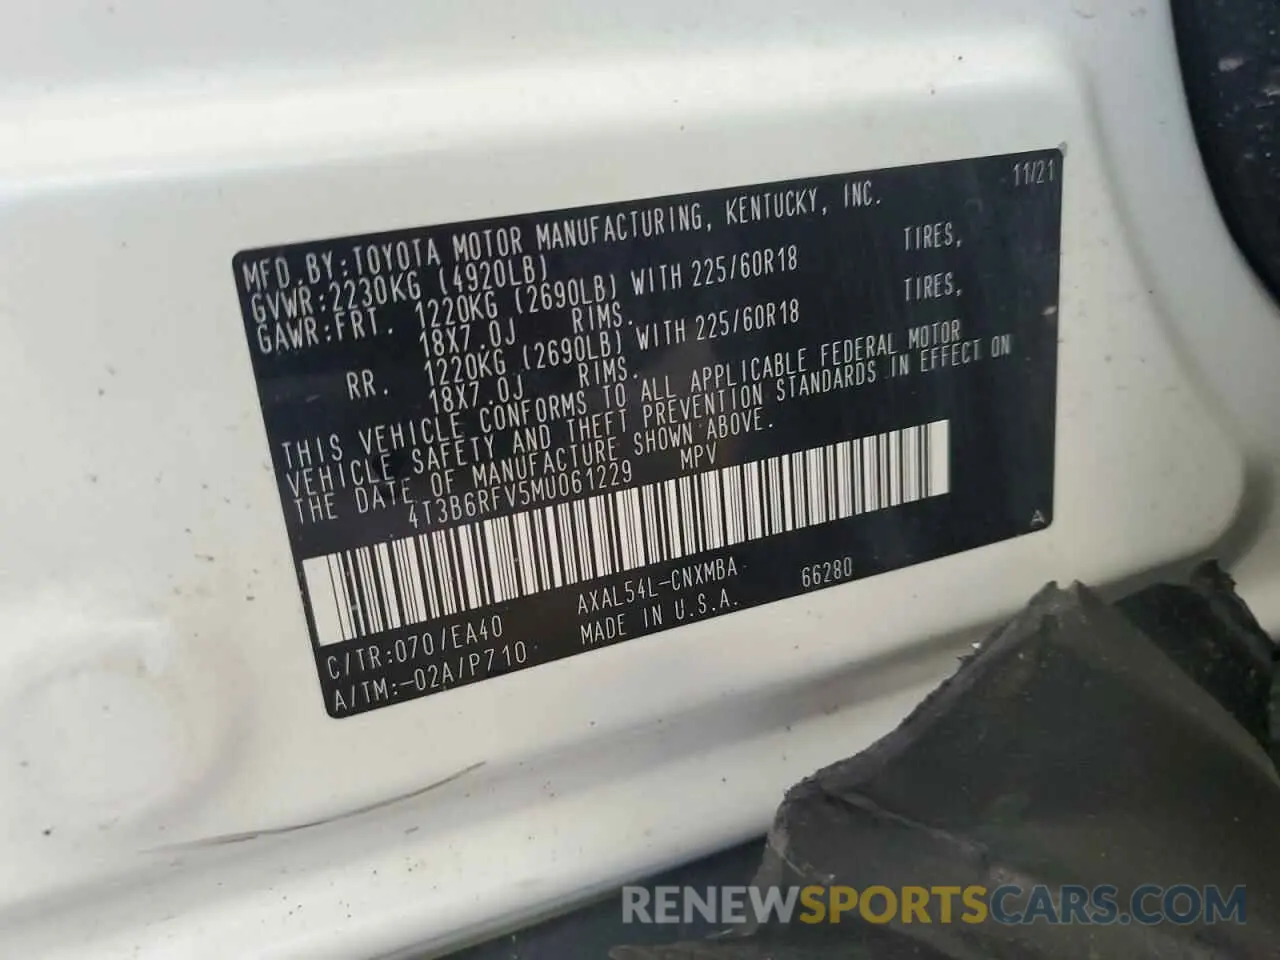 11/21
MFD.BY:TOYOTA MOTOR MANUFACTURING, KENTUCKY, INC.
GVWR:2230KG (4920LB)
GAWR:FRT. 1220KG (2690LB) WITH 225/60R18 TIRES,
18X7.0J RIMS.
RR. 1220KG (2690LB) WITH 225/60R18 TIRES,
18X7.0J RIMS.
THIS VEHICLE CONFORMS TO ALL APPLICABLE FEDERAL MOTOR
VEHICLE SAFETY AND THEFT PREVENTION STANDARDS IN EFFECT ON
THE DATE OF MANUFACTURE SHOWN ABOVE.
4T3B6RFV5MU061229 MPV
A
C/TR:070/EA40 AXAL54L-CNXMBA 66280
A/TM:-02A/P710 MADE IN U.S.A.
RENEWSPORTSCARS.COM